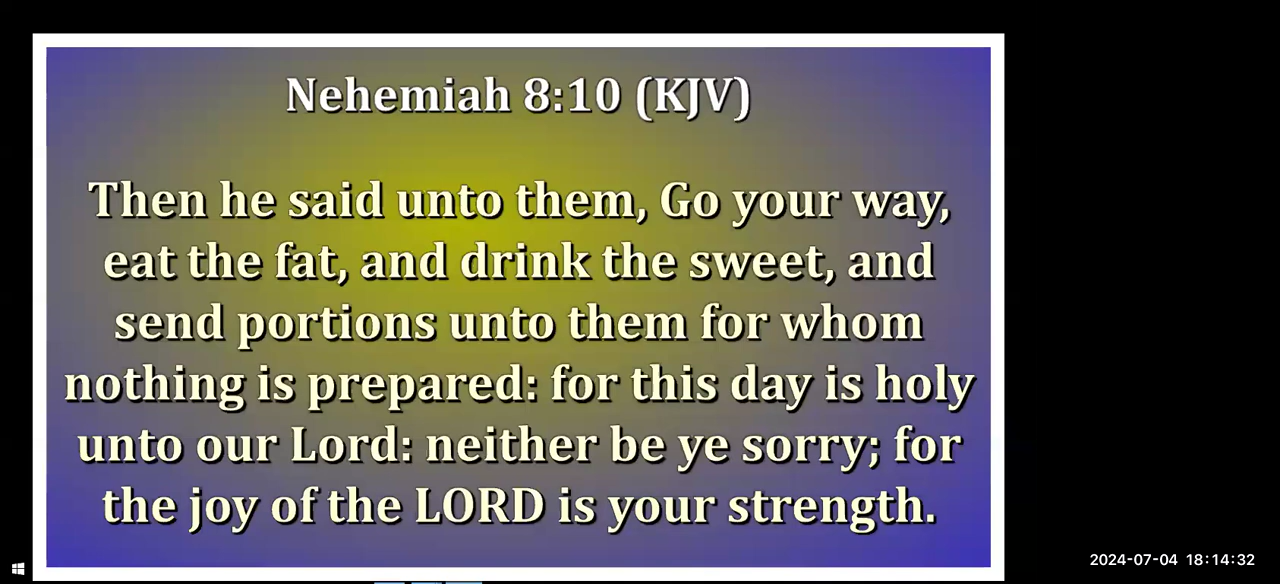 Nehemiah 8:10 (KJV)
Then he said unto them, Go your way,
eat the fat, and drink the sweet, and
send portions unto them for whom
nothing is prepared: for this day is holy
unto our Lord: neither be ye sorry; for
the joy of the LORD is your strength.
2024-07-04 18:14:32